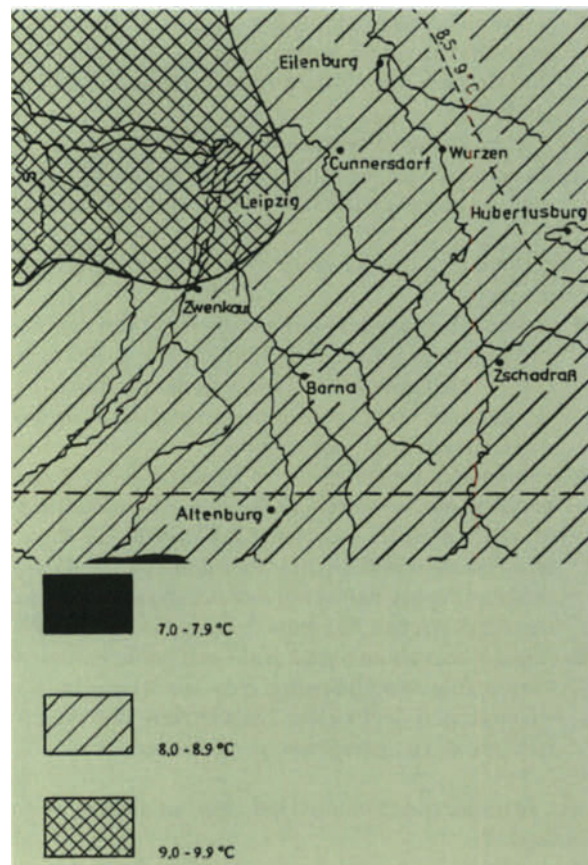 Eilenburg
8.5 - 9 °C
Cunnersdorf
Wurzen
Leipzig
Hubertusburg
Zwenkau
Zschadraß
Barna
Altenburg
7,0 - 7,9 °C
8,0 - 8,9 °C
9,0 - 9,9 °C